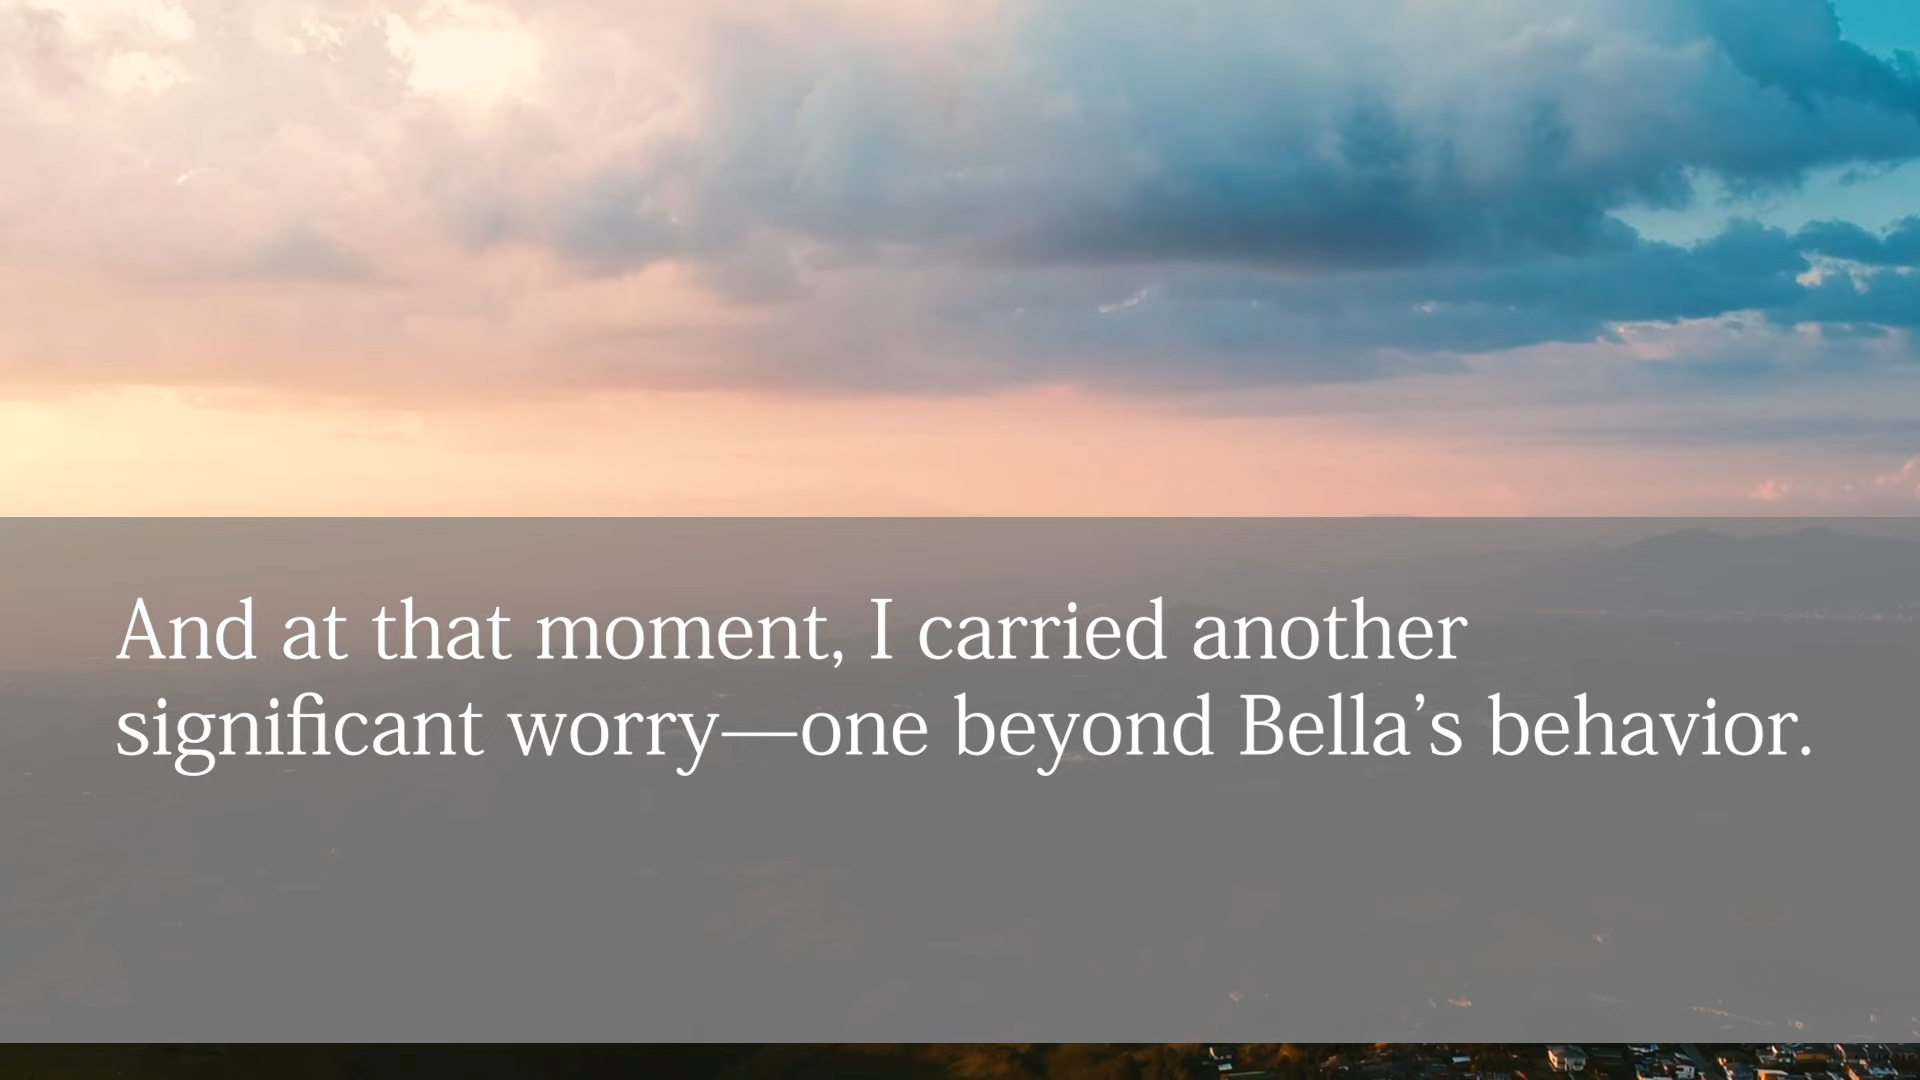 And at that moment, I carried another
significant worry—one beyond Bella’s behavior.